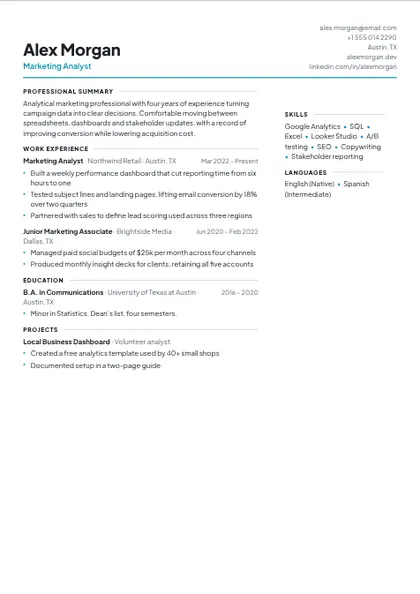 alex.morgan@email.com
+1 555 014 2290
Austin, TX
alexmorgan.dev
linkedin.com/in/alexmorgan
Alex Morgan
Marketing Analyst
PROFESSIONAL SUMMARY
Analytical marketing professional with four years of experience turning
campaign data into clear decisions. Comfortable moving between
spreadsheets, dashboards and stakeholder updates, with a record of
improving conversion while lowering acquisition cost.
WORK EXPERIENCE
Marketing Analyst · Northwind Retail · Austin, TX Mar 2022 – Present
• Built a weekly performance dashboard that cut reporting time from six
hours to one
• Tested subject lines and landing pages, lifting email conversion by 18%
over two quarters
• Partnered with sales to define lead scoring used across three regions
Junior Marketing Associate · Brightside Media · Jun 2020 – Feb 2022
Dallas, TX
• Managed paid social budgets of $25k per month across four channels
• Produced monthly insight decks for clients, retaining all five accounts
EDUCATION
B.A. in Communications · University of Texas at Austin · 2016 – 2020
Austin, TX
• Minor in Statistics. Dean's list, four semesters.
PROJECTS
Local Business Dashboard · Volunteer analyst
• Created a free analytics template used by 40+ small shops
• Documented setup in a two-page guide
SKILLS
Google Analytics • SQL •
Excel • Looker Studio • A/B
testing • SEO • Copywriting
• Stakeholder reporting
LANGUAGES
English (Native) • Spanish
(Intermediate)